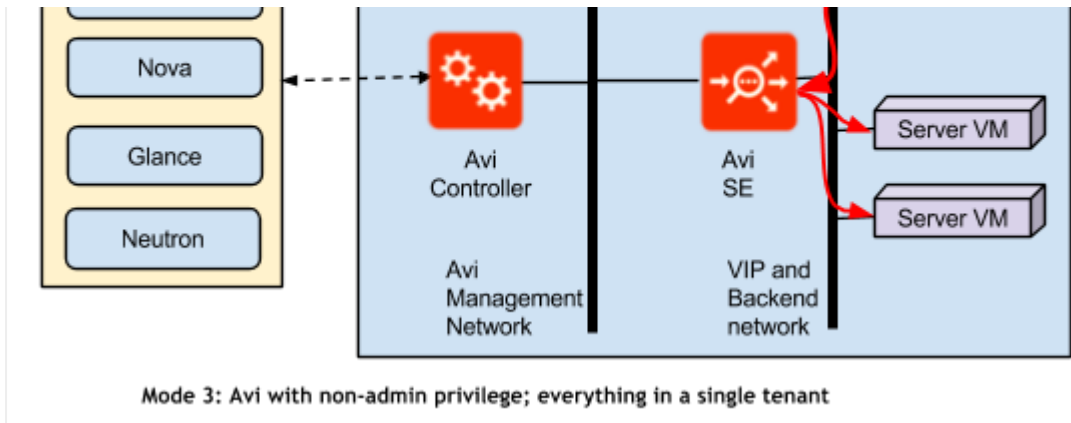 Nova
Glance
Neutron
Avi
Controller
Avi
SE
Server VM
Server VM
Avi
Management
Network
VIP and
Backend
network
Mode 3: Avi with non-admin privilege; everything in a single tenant